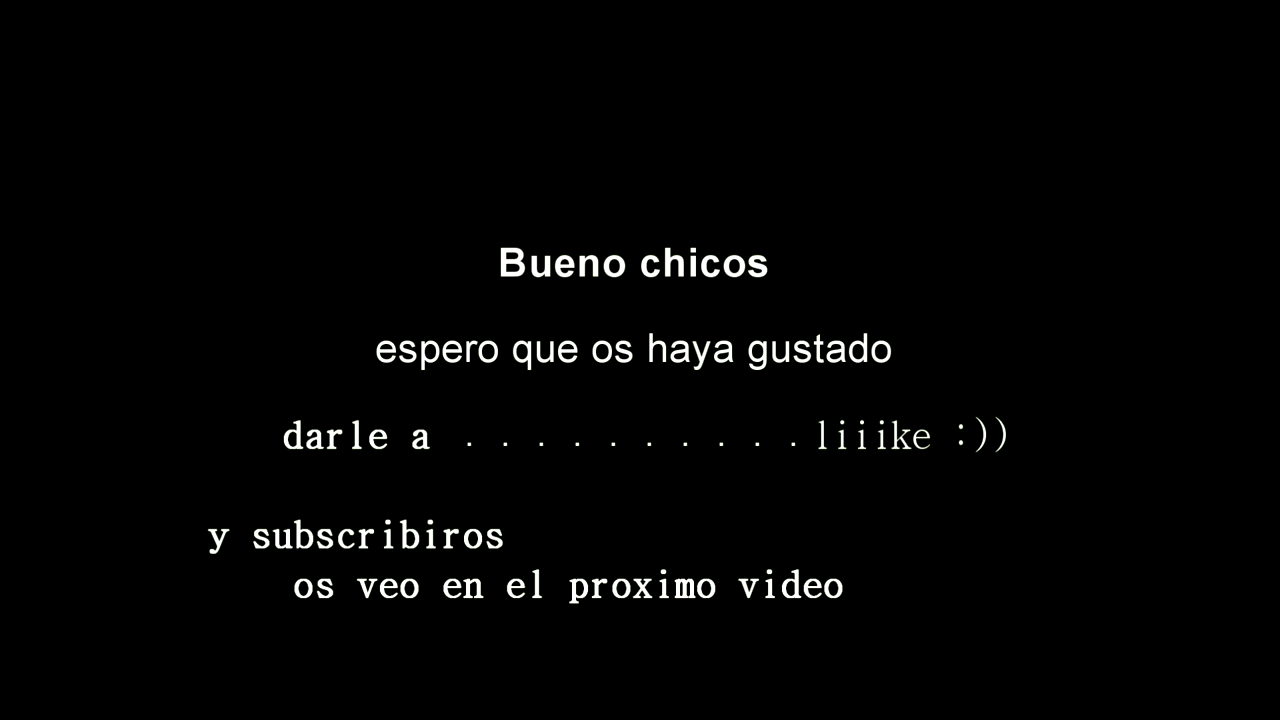 Bueno chicos
espero que os haya gustado
darle a . . . . . . . . . . liiike :))
y subscribiros
os veo en el proximo video